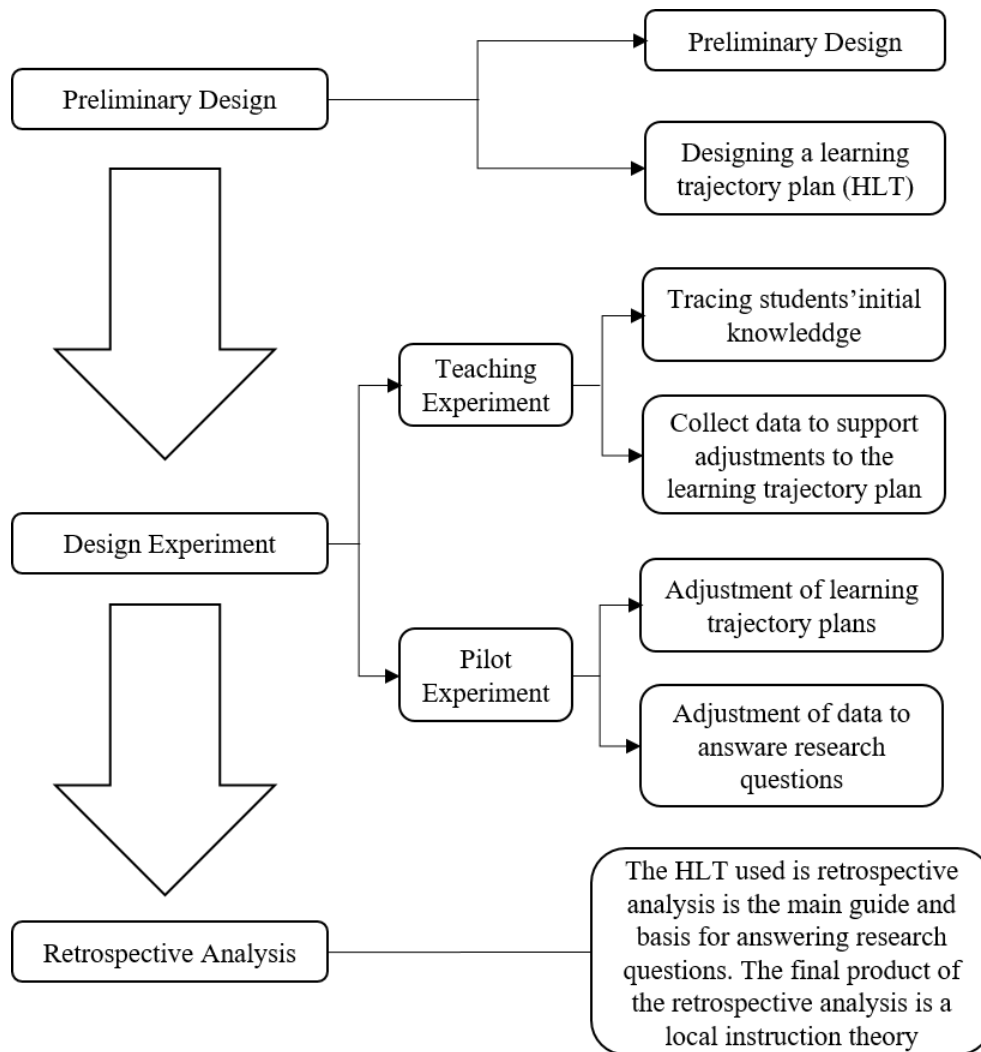 Preliminary Design
Preliminary Design
Designing a learning
trajectory plan (HLT)
Tracing students’initial
knowleddge
Teaching
Experiment
Collect data to support
adjustments to the
learning trajectory plan
Design Experiment
Adjustment of learning
trajectory plans
Pilot
Experiment
Adjustment of data to
answare research
questions
Retrospective Analysis
The HLT used is retrospective
analysis is the main guide and
basis for answering research
questions. The final product of
the retrospective analysis is a
local instruction theory